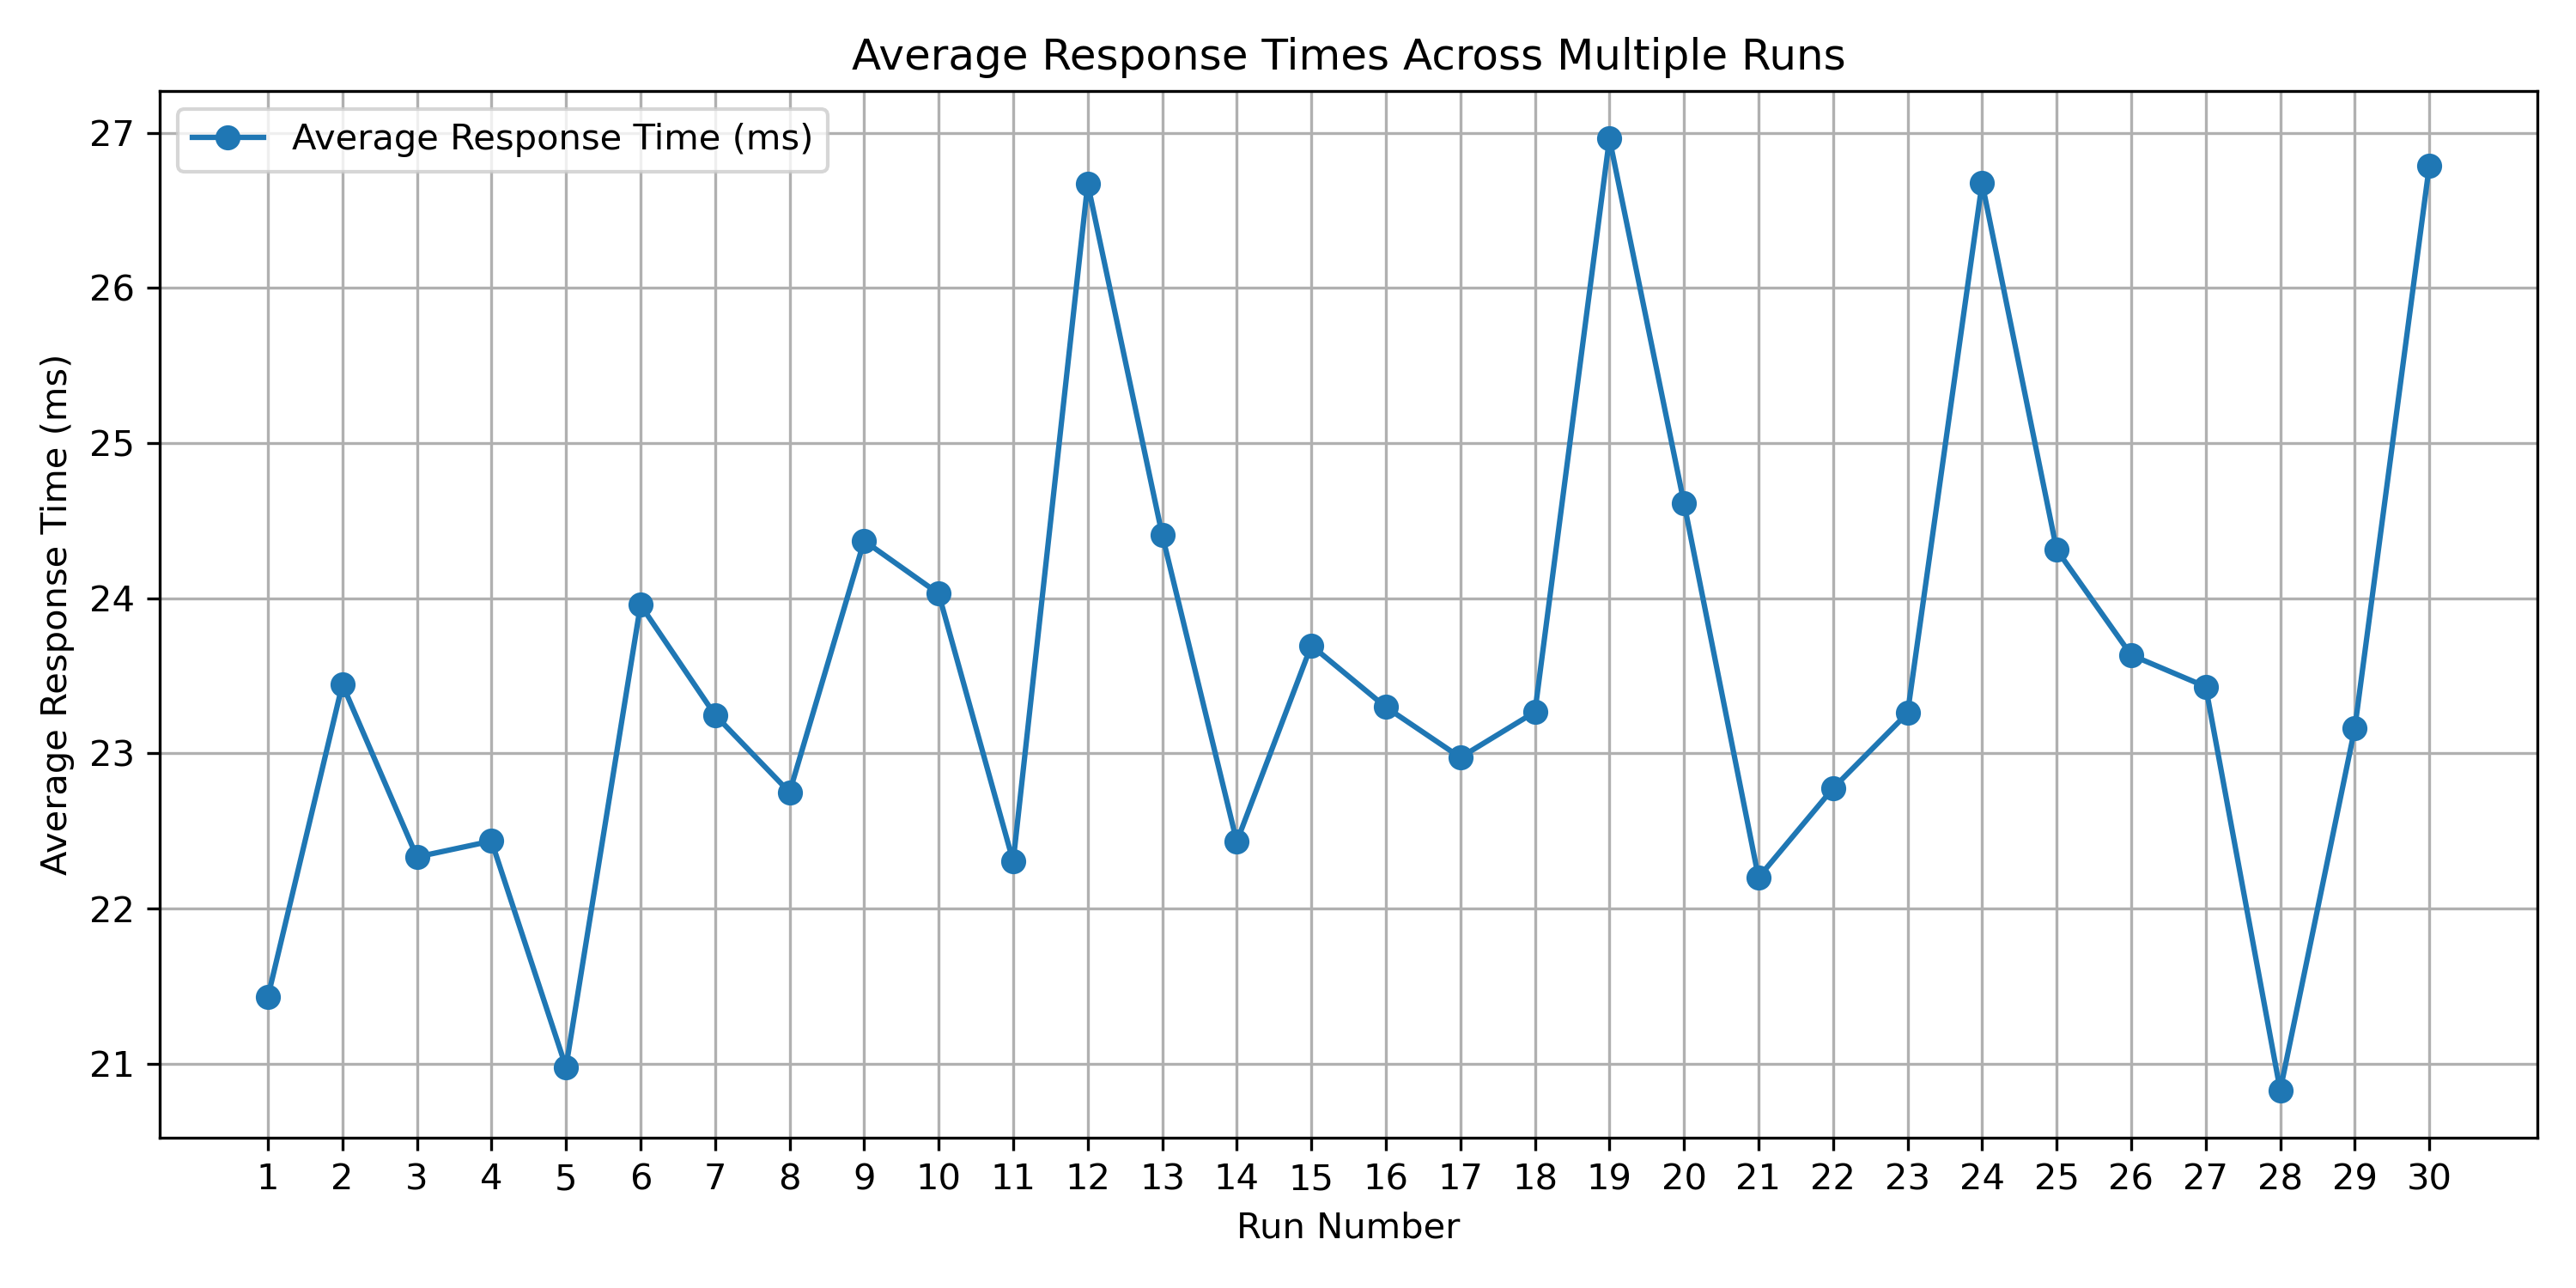 Average Response Times Across Multiple Runs
Average Response Time (ms)
27
26
25
24
23
22
21
Average Response Time (ms)
1 2 3 4 5 6 7 8 9 10 11 12 13 14 15 16 17 18 19 20 21 22 23 24 25 26 27 28 29 30
Run Number